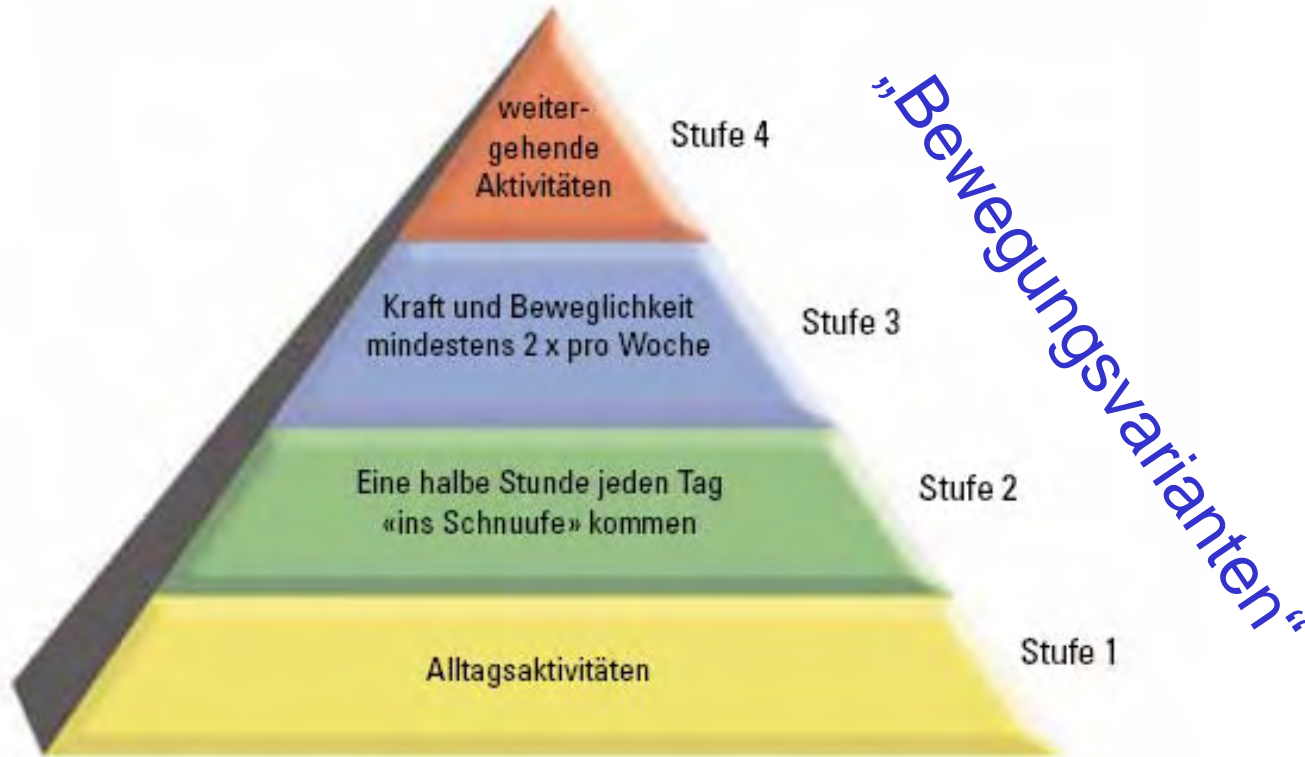 weiter-
gehende
Aktivitäten
Stufe 4
Kraft und Beweglichkeit
mindestens 2 x pro Woche
Stufe 3
Eine halbe Stunde jeden Tag
«ins Schnuufe» kommen
Stufe 2
Alltagsaktivitäten
Stufe 1
„Bewegungsvarianten“